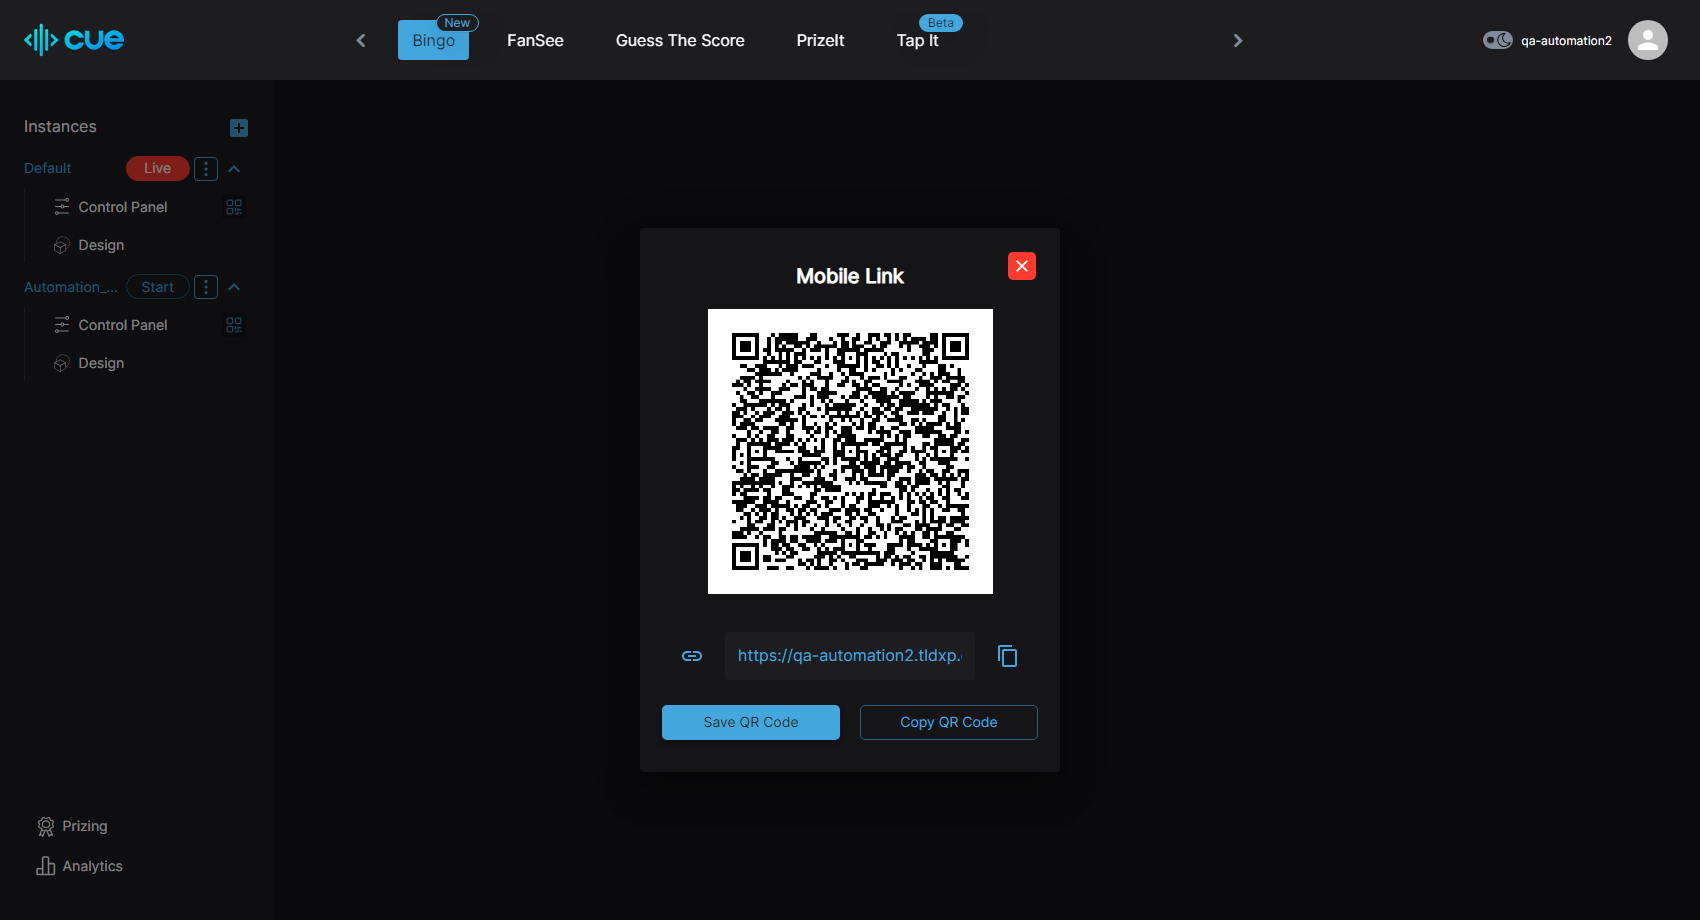 cue
Bingo
New
FanSee
Guess The Score
PrizeIt
Tap It
Beta
qa-automation2
Instances
Default
Live
Control Panel
Design
Automation_...
Start
Control Panel
Design
Mobile Link
https://qa-automation2.tldxp.
Save QR Code
Copy QR Code
Prizing
Analytics